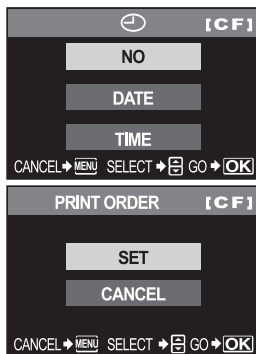 [CF]
NO
DATE
TIME
CANCEL➜MENU SELECT➜ GO➜OK
PRINT ORDER [CF]
SET
CANCEL
CANCEL➜MENU SELECT➜ GO➜OK